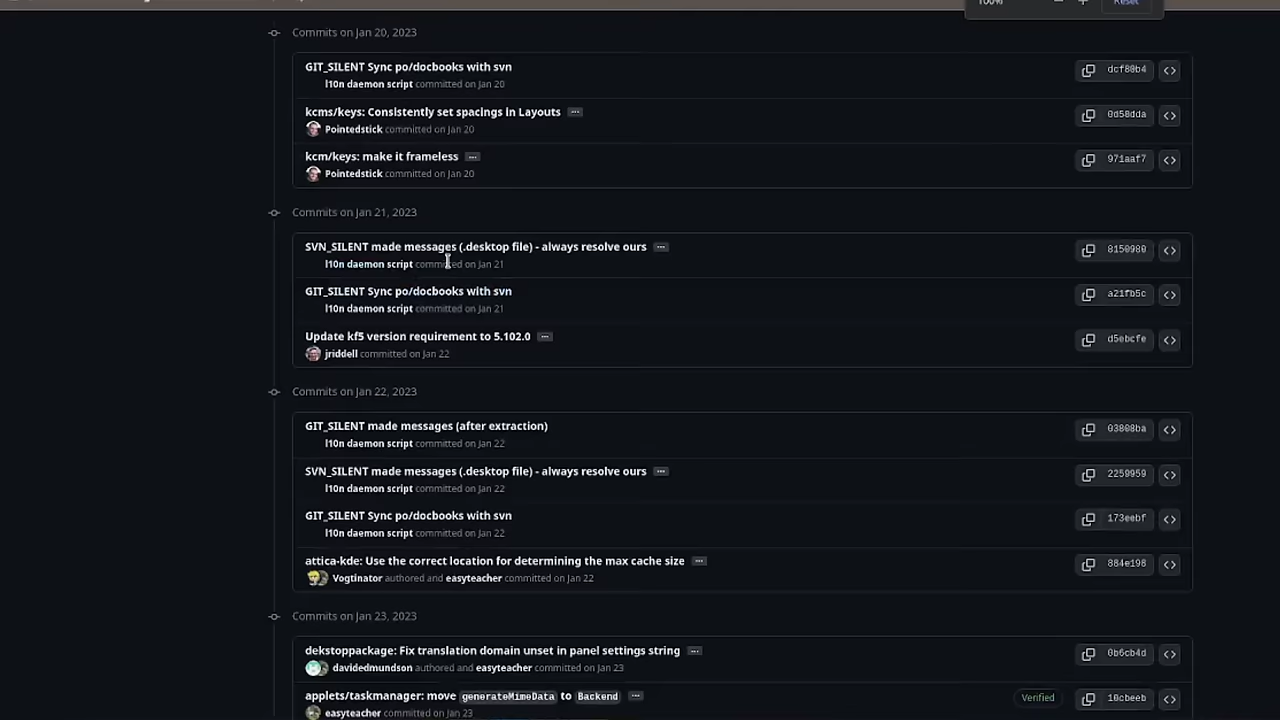 100% − + Reset
Commits on Jan 20, 2023
GIT_SILENT Sync po/docbooks with svn
l10n daemon script committed on Jan 20
dcf80b4
kcms/keys: Consistently set spacings in Layouts
Pointedstick committed on Jan 20
0d58dda
kcm/keys: make it frameless
Pointedstick committed on Jan 20
971aaf7
Commits on Jan 21, 2023
SVN_SILENT made messages (.desktop file) - always resolve ours
l10n daemon script committed on Jan 21
8150980
GIT_SILENT Sync po/docbooks with svn
l10n daemon script committed on Jan 21
a21fb5c
Update kf5 version requirement to 5.102.0
jriddell committed on Jan 22
d5ebcfe
Commits on Jan 22, 2023
GIT_SILENT made messages (after extraction)
l10n daemon script committed on Jan 22
03808ba
SVN_SILENT made messages (.desktop file) - always resolve ours
l10n daemon script committed on Jan 22
2259959
GIT_SILENT Sync po/docbooks with svn
l10n daemon script committed on Jan 22
173eebf
attica-kde: Use the correct location for determining the max cache size
Vogtinator authored and easyteacher committed on Jan 22
884e198
Commits on Jan 23, 2023
dekstoppackage: Fix translation domain unset in panel settings string
davidedmundson authored and easyteacher committed on Jan 23
0b6cb4d
applets/taskmanager: move generateMimeData to Backend
easyteacher committed on Jan 23
Verified
10cbeeb